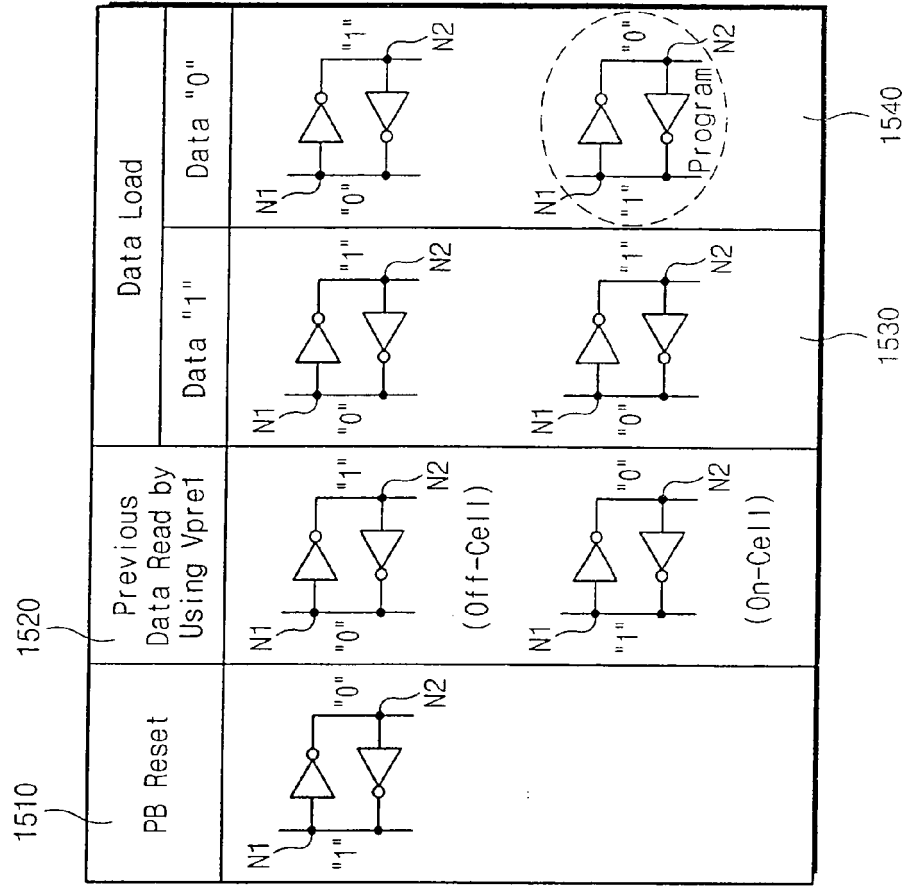 1510
1520
PB Reset
Previous
Data Read by
Using Vpre1
Data Load
Data "1"
Data "0"
N1
"1"
"0"
N2
N1
"0"
"1"
N2
(Off-Cell)
N1
"0"
"1"
N2
N1
"0"
"1"
N2
N1
"1"
"0"
N2
(On-Cell)
N1
"0"
"1"
N2
N1
"1"
"0"
N2
Program
1530
1540